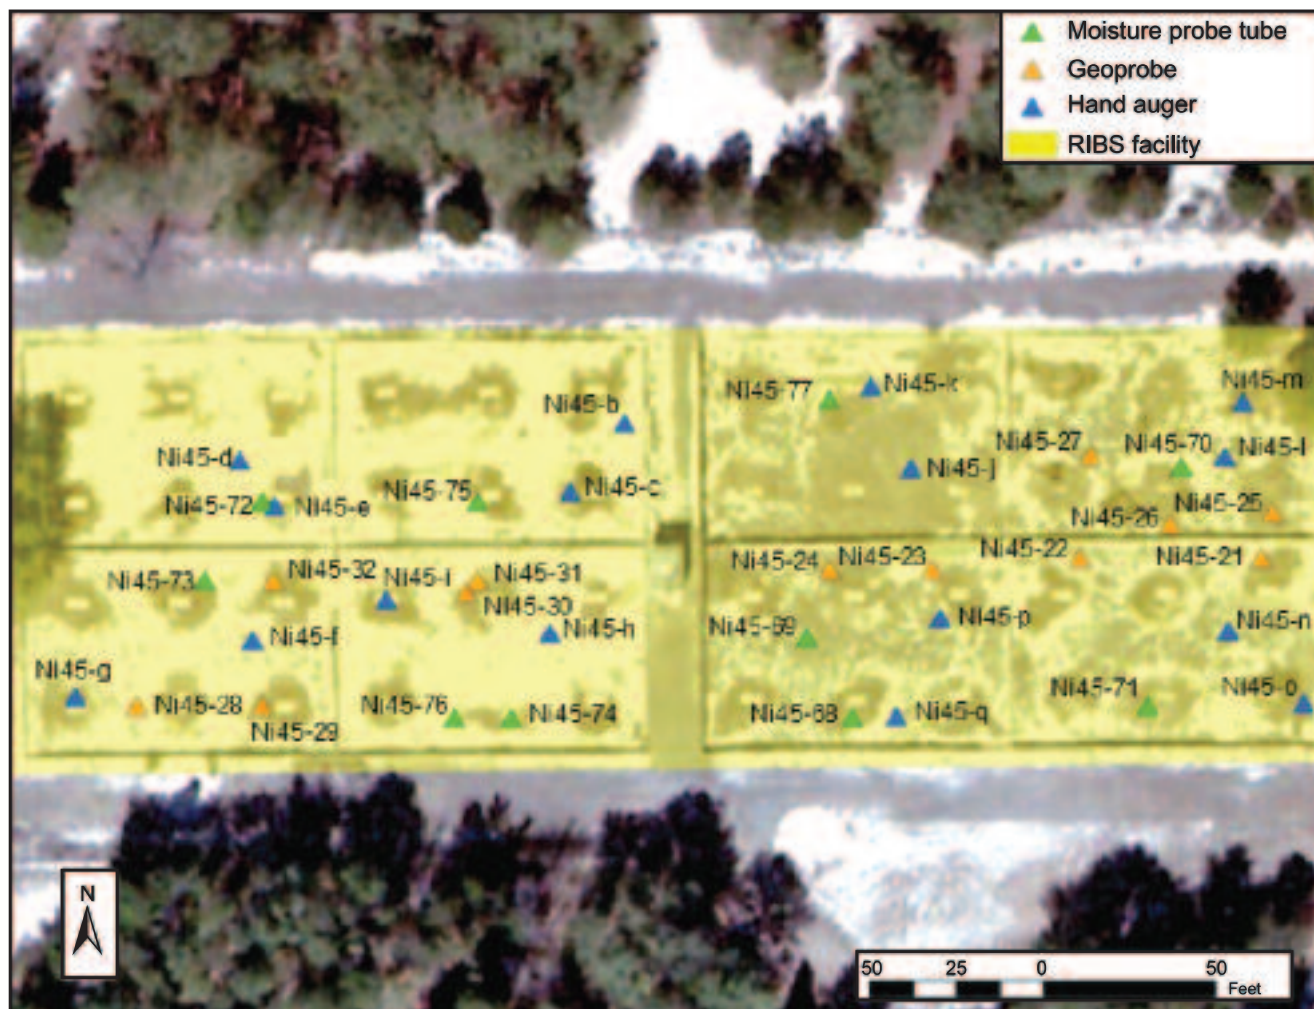 Moisture probe tube
Geoprobe
Hand auger
RIBS facility
Ni45-77
Ni45-k
Ni45-m
Ni45-b
Ni45-27
Ni45-70
Ni45-l
Ni45-d
Ni45-j
Ni45-72
Ni45-e
Ni45-75
Ni45-c
Ni45-26
Ni45-25
Ni45-24
Ni45-23
Ni45-22
Ni45-21
Ni45-73
Ni45-32
Ni45-i
Ni45-31
Ni45-30
Ni45-69
Ni45-p
Ni45-n
Ni45-f
Ni45-h
Ni45-g
Ni45-28
Ni45-29
Ni45-76
Ni45-74
Ni45-68
Ni45-q
Ni45-71
Ni45-o
N
50 25 0 50
Feet